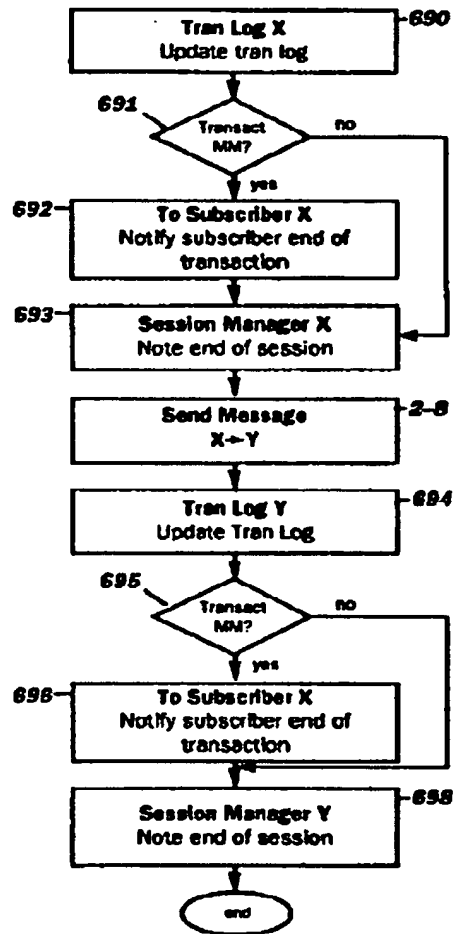 Tran Log X
Update tran log
690
691
Transact
MM?
no
yes
692
To Subscriber X
Notify subscriber end of
transaction
693
Session Manager X
Note end of session
Send Message
X→Y
2-8
Tran Log Y
Update Tran Log
694
695
Transact
MM?
no
yes
696
To Subscriber X
Notify subscriber end of
transaction
Session Manager Y
Note end of session
698
end